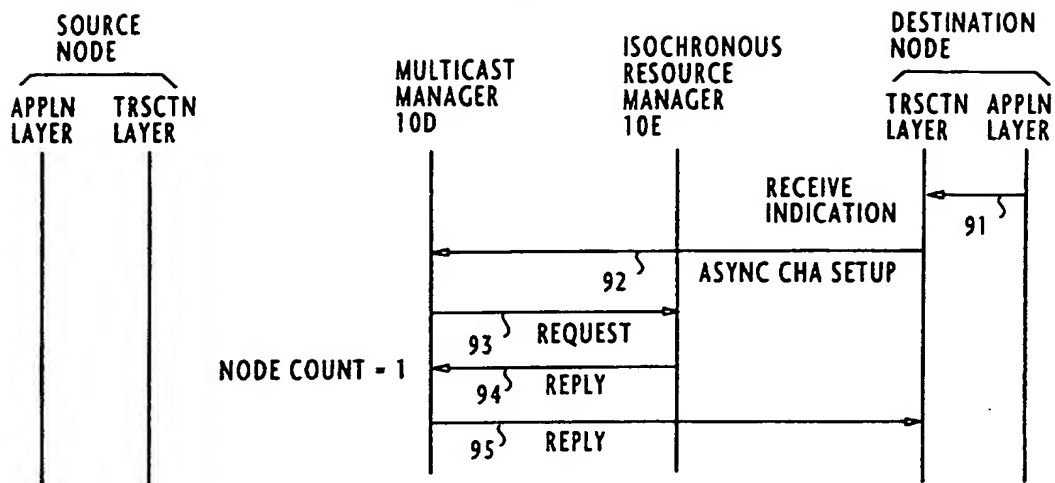 SOURCE
NODE
APPLN
LAYER
TRSCTN
LAYER
MULTICAST
MANAGER
10D
ISOCHRONOUS
RESOURCE
MANAGER
10E
DESTINATION
NODE
TRSCTN
LAYER
APPLN
LAYER
RECEIVE
INDICATION
91
92
ASYNC CHA SETUP
93
REQUEST
NODE COUNT = 1
94
REPLY
95
REPLY